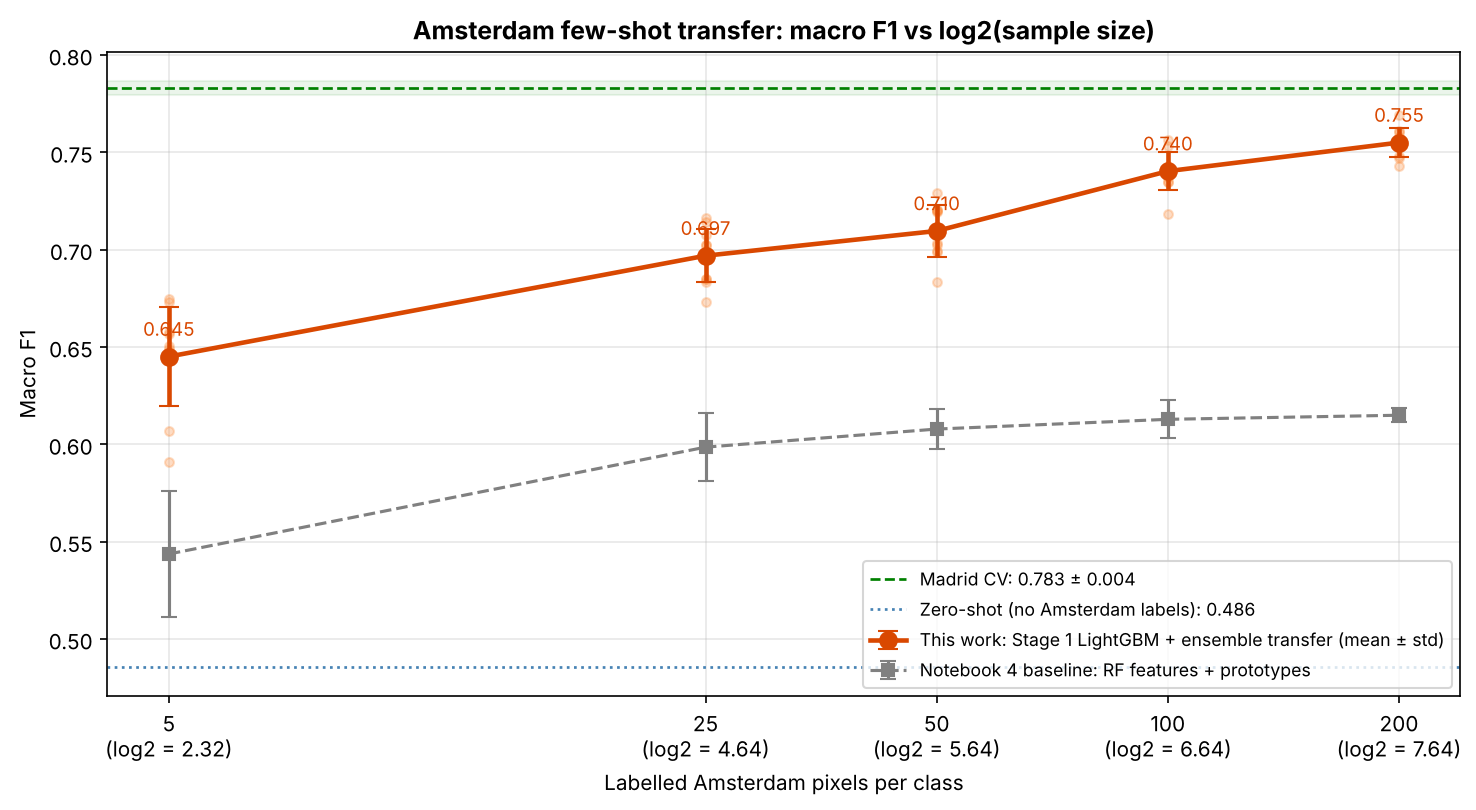 Amsterdam few-shot transfer: macro F1 vs log2(sample size)
0.80
0.75
0.70
0.65
0.60
0.55
0.50
Macro F1
0.645
0.697
0.710
0.740
0.755
Madrid CV: 0.783 ± 0.004
Zero-shot (no Amsterdam labels): 0.486
This work: Stage 1 LightGBM + ensemble transfer (mean ± std)
Notebook 4 baseline: RF features + prototypes
5 25 50 100 200
(log2 = 2.32) (log2 = 4.64) (log2 = 5.64) (log2 = 6.64) (log2 = 7.64)
Labelled Amsterdam pixels per class